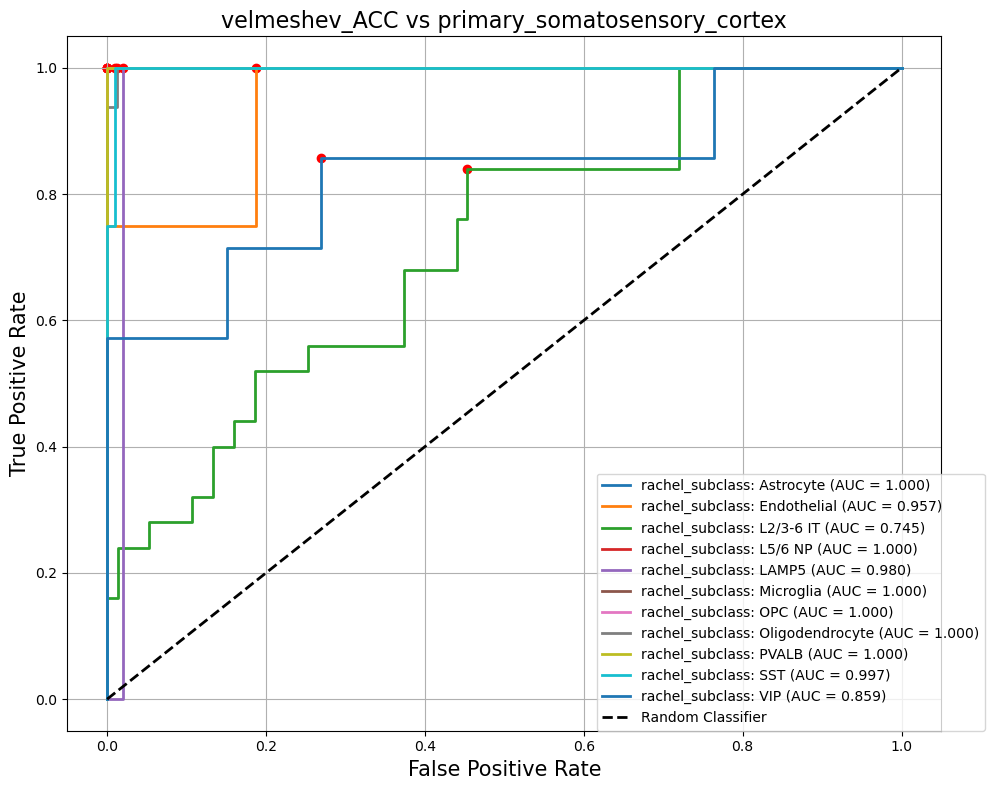 velmeshev_ACC vs primary_somatosensory_cortex
True Positive Rate
1.0
0.8
0.6
0.4
0.2
0.0
rachel_subclass: Astrocyte (AUC = 1.000)
rachel_subclass: Endothelial (AUC = 0.957)
rachel_subclass: L2/3-6 IT (AUC = 0.745)
rachel_subclass: L5/6 NP (AUC = 1.000)
rachel_subclass: LAMP5 (AUC = 0.980)
rachel_subclass: Microglia (AUC = 1.000)
rachel_subclass: OPC (AUC = 1.000)
rachel_subclass: Oligodendrocyte (AUC = 1.000)
rachel_subclass: PVALB (AUC = 1.000)
rachel_subclass: SST (AUC = 0.997)
rachel_subclass: VIP (AUC = 0.859)
Random Classifier
0.0 0.2 0.4 0.6 0.8 1.0
False Positive Rate